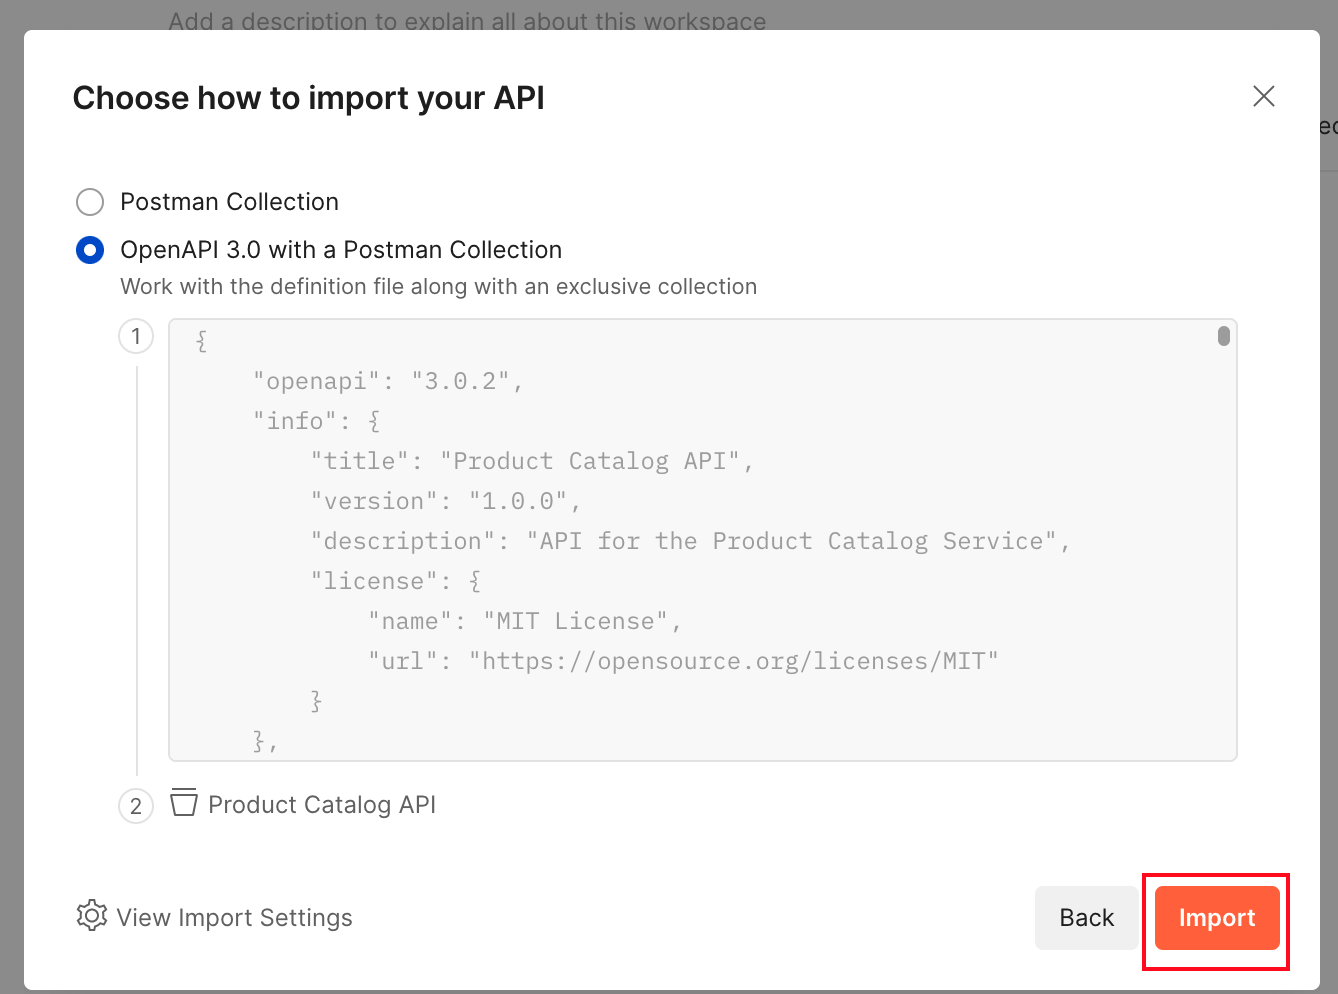 Add a description to explain all about this workspace
Choose how to import your API
Postman Collection
OpenAPI 3.0 with a Postman Collection
Work with the definition file along with an exclusive collection
1
{
"openapi": "3.0.2",
"info": {
"title": "Product Catalog API",
"version": "1.0.0",
"description": "API for the Product Catalog Service",
"license": {
"name": "MIT License",
"url": "https://opensource.org/licenses/MIT"
}
},
2 Product Catalog API
View Import Settings
Back
Import